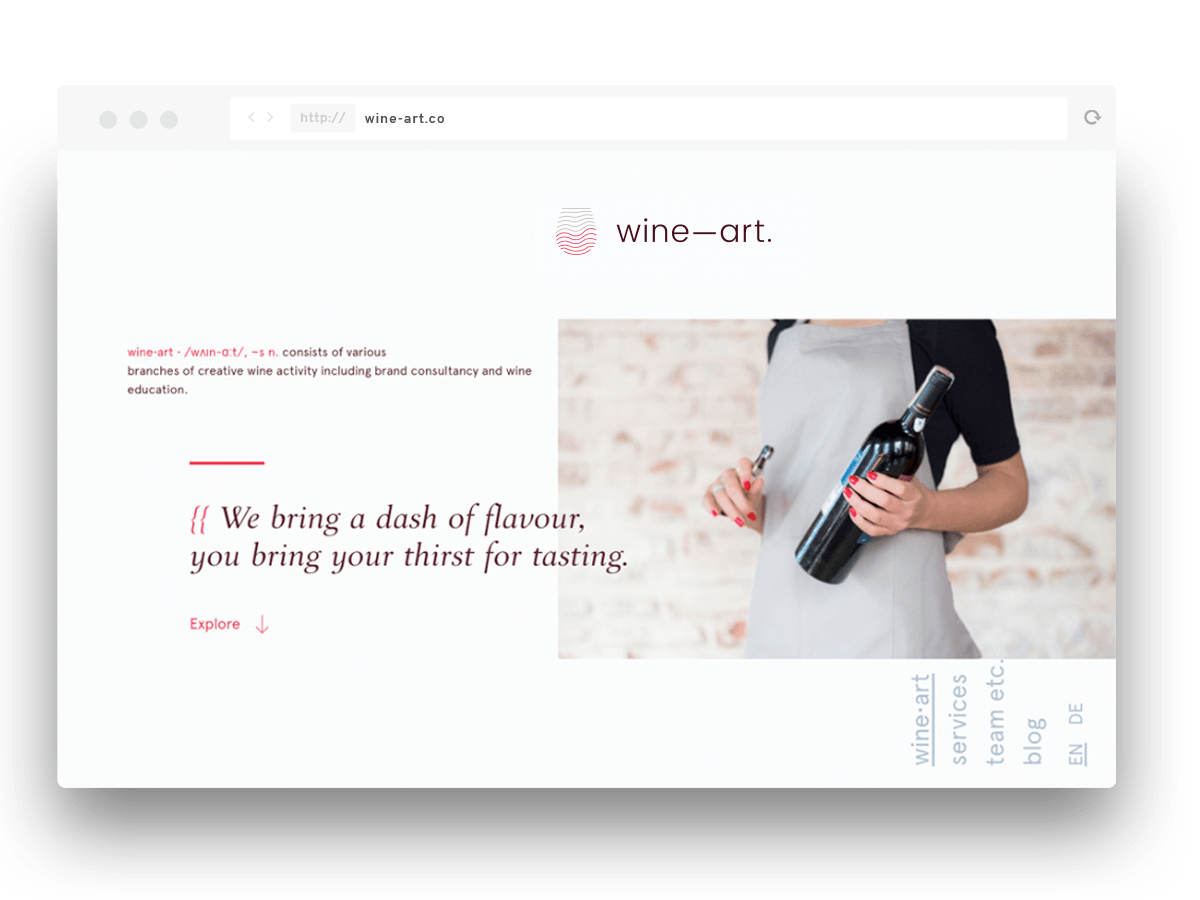 http:// wine-art.co
wine—art.
wine·art · /wʌın-ɑːt/, ~s n. consists of various
branches of creative wine activity including brand consultancy and wine
education.
{{ We bring a dash of flavour,
you bring your thirst for tasting.
Explore
wine·art
services
team etc.
blog
EN DE